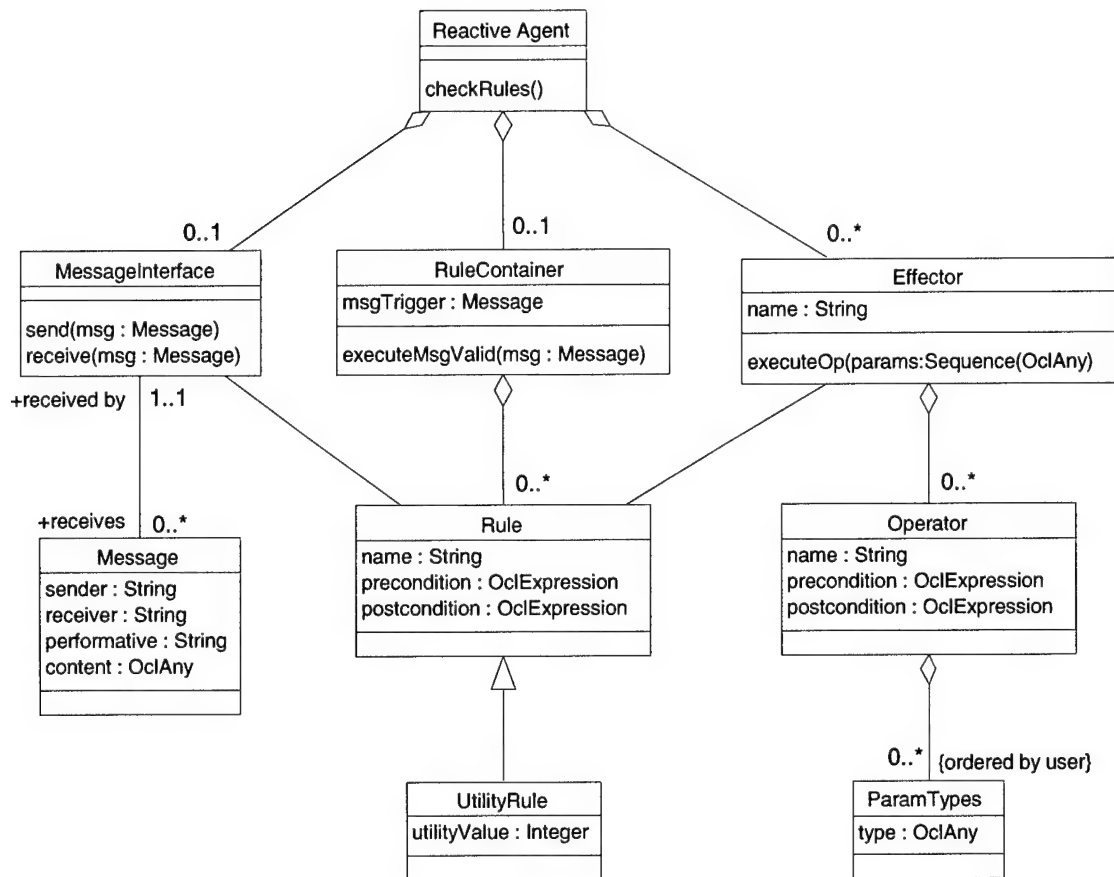 Reactive Agent
checkRules()
0..1
0..1
0..*
MessageInterface
send(msg : Message)
receive(msg : Message)
RuleContainer
msgTrigger : Message
executeMsgValid(msg : Message)
Effector
name : String
executeOp(params:Sequence(OclAny)
+received by
1..1
+receives
0..*
0..*
0..*
Message
sender : String
receiver : String
performative : String
content : OclAny
Rule
name : String
precondition : OclExpression
postcondition : OclExpression
Operator
name : String
precondition : OclExpression
postcondition : OclExpression
0..*
{ordered by user}
UtilityRule
utilityValue : Integer
ParamTypes
type : OclAny